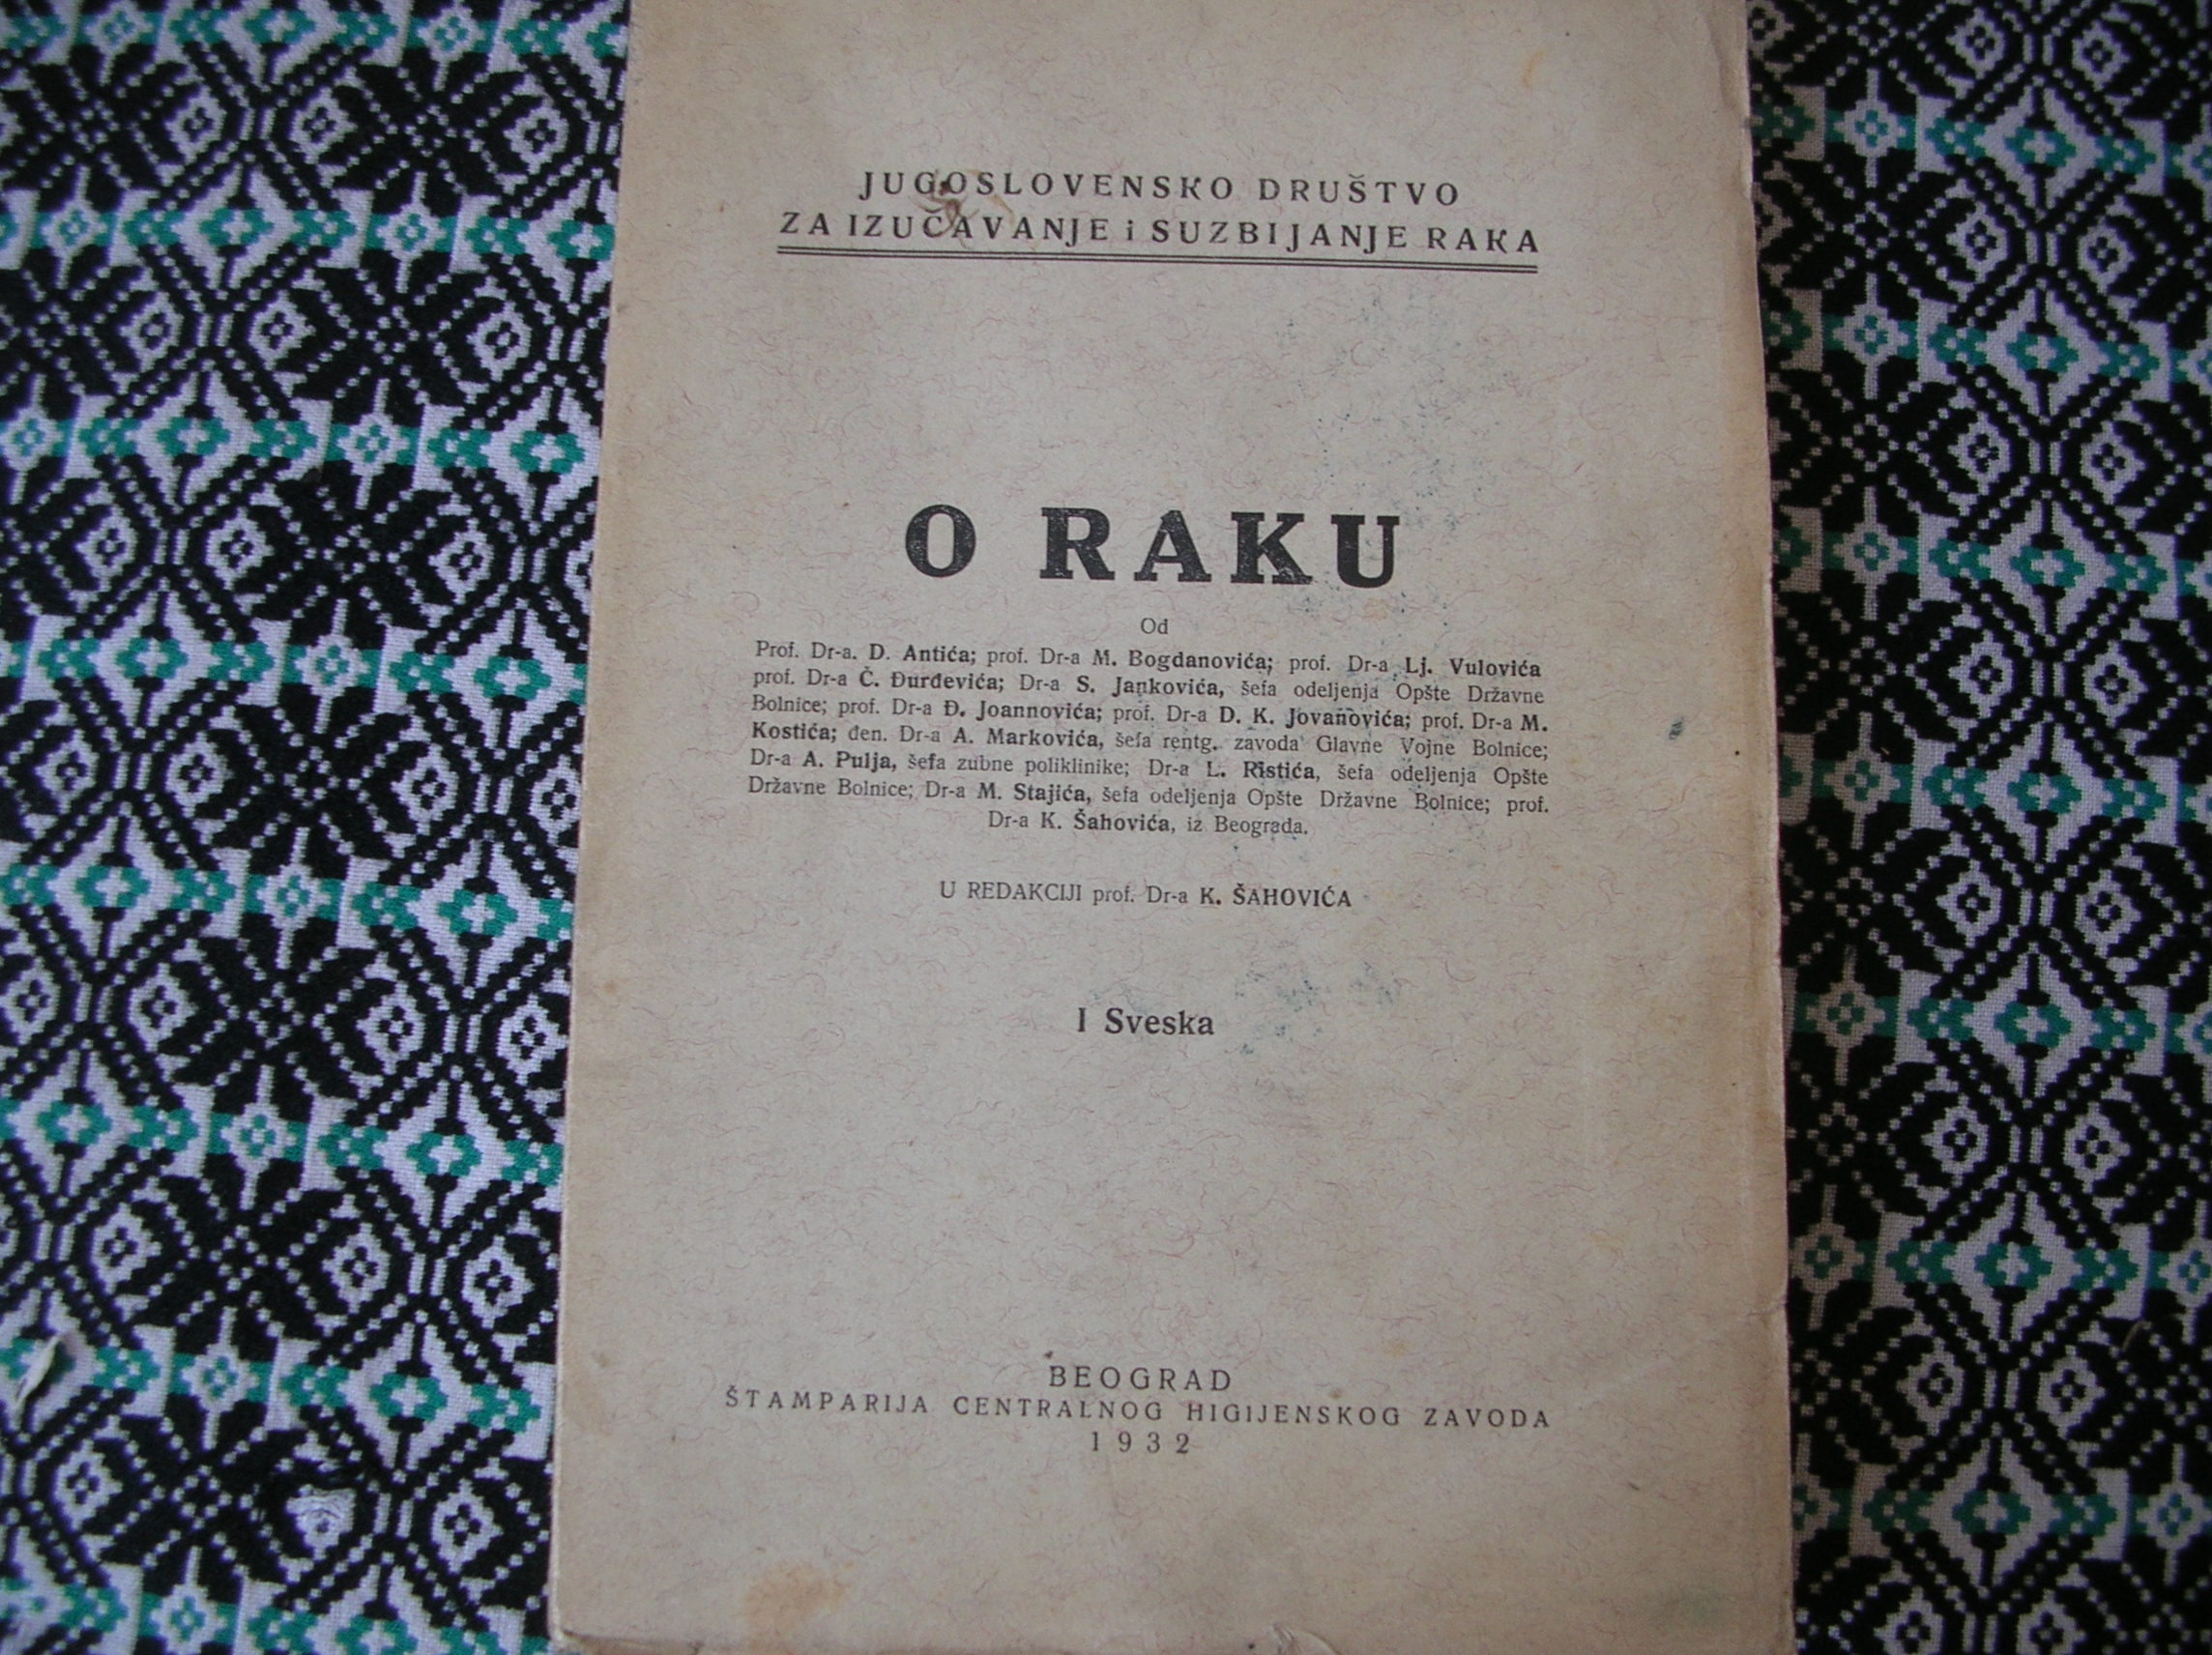 JUGOSLOVENSKO DRUŠTVO
ZA IZUČAVANJE i SUZBIJANJE RAKA
O RAKU
Od
Prof. Dr-a. D. Antića; prof. Dr-a M. Bogdanovića; prof. Dr-a Lj. Vulovića
prof. Dr-a Č. Đurđevića; Dr-a S. Jankovića, šefa odeljenja Opšte Državne
Bolnice; prof. Dr-a Đ. Joannovića; prof. Dr-a D. K. Jovanovića; prof. Dr-a M.
Kostića; đen. Dr-a A. Markovića, šefa rentg. zavoda Glavne Vojne Bolnice;
Dr-a A. Pulja, šefa zubne poliklinike; Dr-a L. Ristića, šefa odeljenja Opšte
Državne Bolnice; Dr-a M. Stajića, šefa odeljenja Opšte Državne Bolnice; prof.
Dr-a K. Šahovića, iz Beograda.
U REDAKCIJI prof. Dr-a K. ŠAHOVIĆA
I Sveska
BEOGRAD
ŠTAMPARIJA CENTRALNOG HIGIJENSKOG ZAVODA
1932